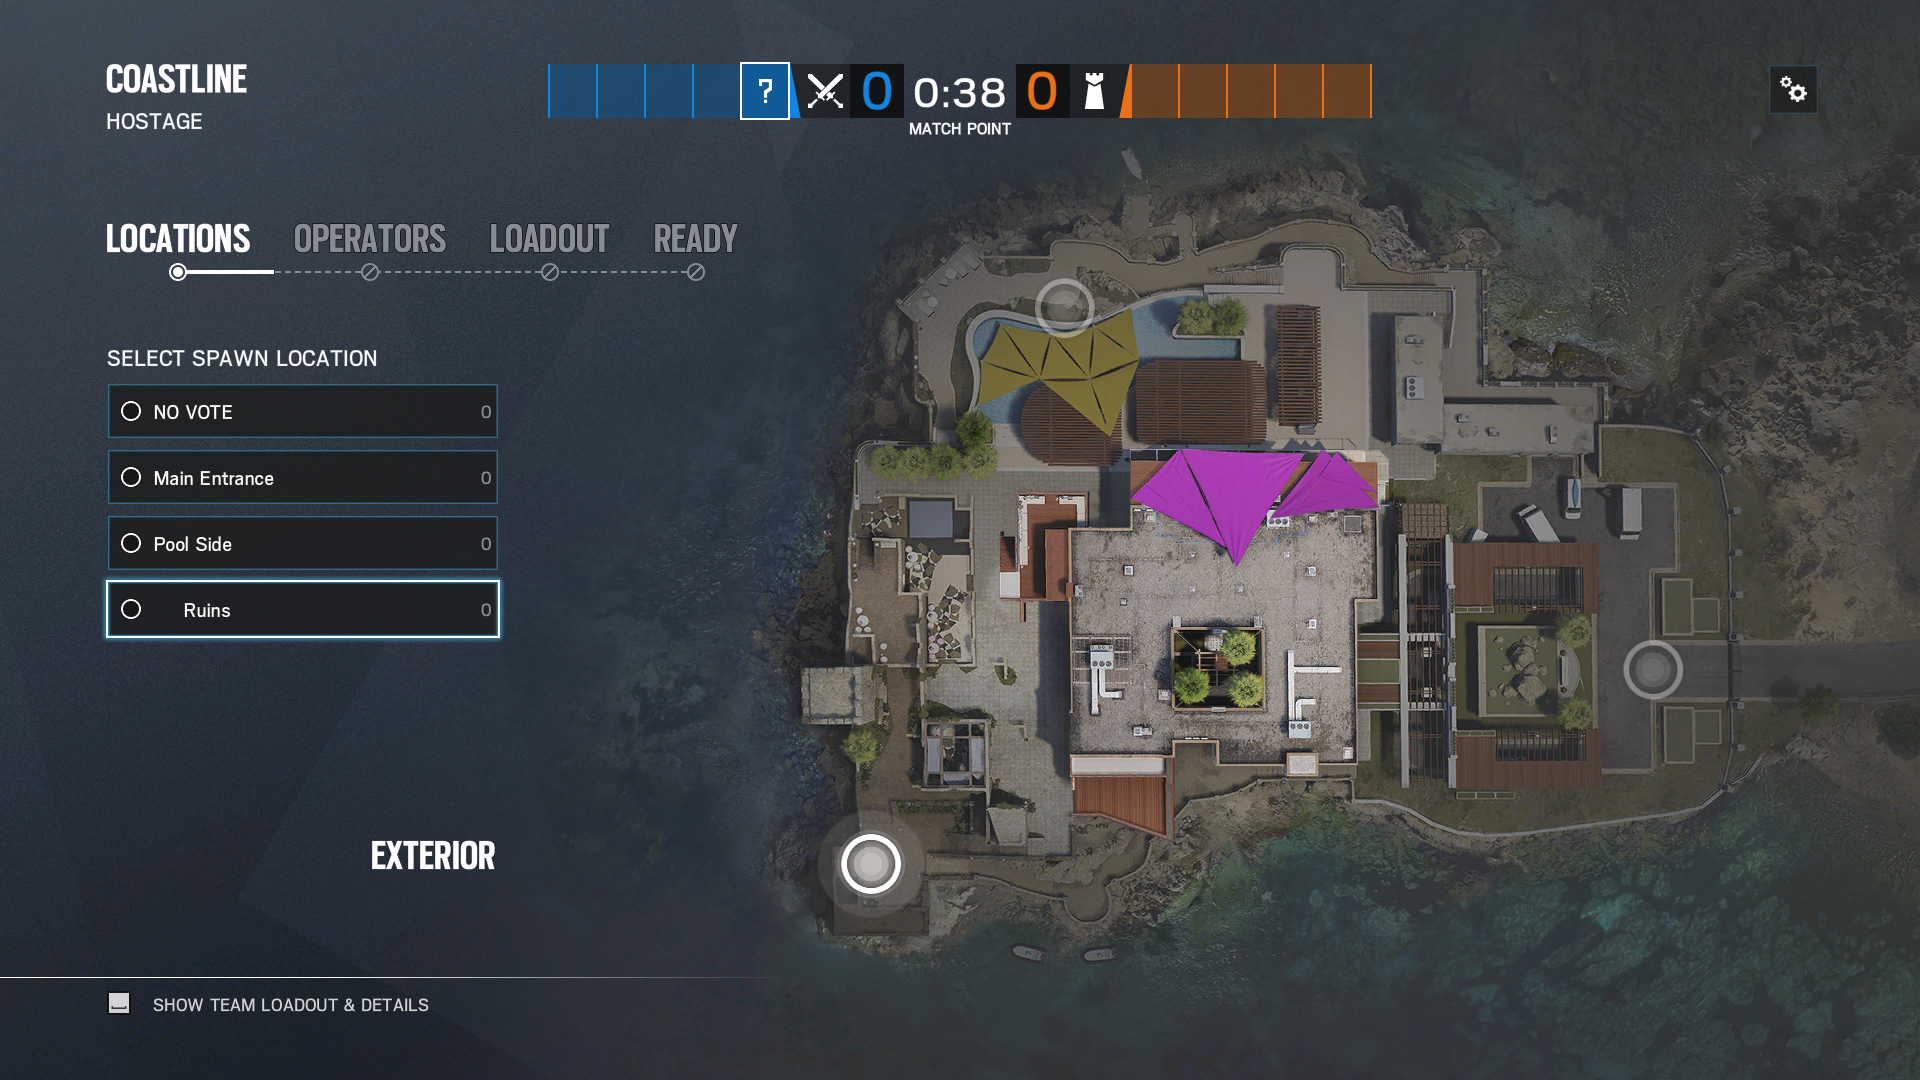 COASTLINE
HOSTAGE
?
0
0:38
0
MATCH POINT
LOCATIONS
OPERATORS
LOADOUT
READY
SELECT SPAWN LOCATION
NO VOTE 0
Main Entrance 0
Pool Side 0
Ruins 0
EXTERIOR
SHOW TEAM LOADOUT & DETAILS